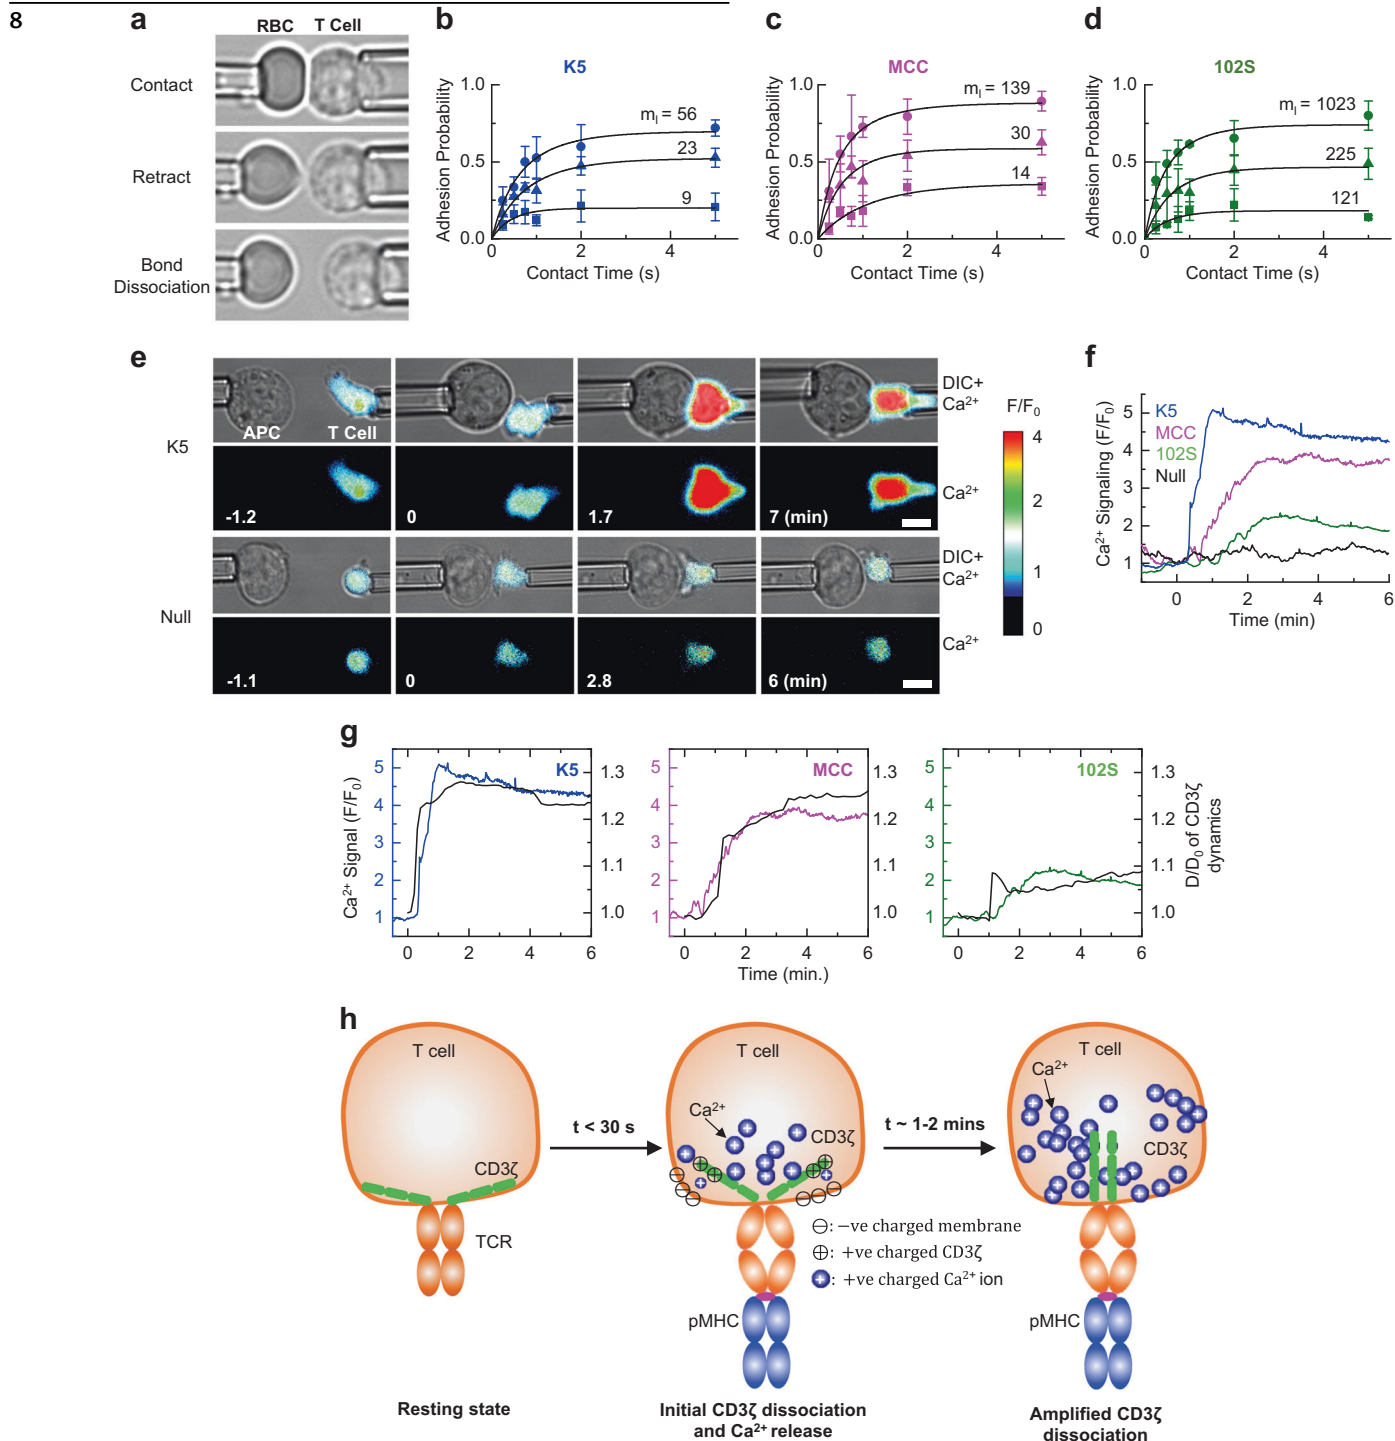 8
a
RBC T Cell
Contact
Retract
Bond
Dissociation
b
K5
Adhesion Probability
1.0
0.5
0.0
m_l = 56
23
9
0 2 4
Contact Time (s)
c
MCC
Adhesion Probability
1.0
0.5
0.0
m_l = 139
30
14
0 2 4
Contact Time (s)
d
102S
Adhesion Probability
1.0
0.5
0.0
m_l = 1023
225
121
0 2 4
Contact Time (s)
e
K5
APC T Cell
DIC+
Ca²⁺
-1.2 0 1.7 7 (min)
Ca²⁺
Null
DIC+
Ca²⁺
-1.1 0 2.8 6 (min)
Ca²⁺
F/F₀
4
2
1
0
f
Ca²⁺ Signaling (F/F₀)
5
4
3
2
1
K5
MCC
102S
Null
0 2 4 6
Time (min)
g
Ca²⁺ Signal (F/F₀)
5
4
3
2
1
K5
1.3
1.2
1.1
1.0
0 2 4 6
5
4
3
2
1
MCC
1.3
1.2
1.1
1.0
0 2 4 6
Time (min.)
5
4
3
2
1
102S
1.3
1.2
1.1
1.0
0 2 4 6
D/D₀ of CD3ζ
dynamics
h
T cell
CD3ζ
TCR
Resting state
t < 30 s
T cell
Ca²⁺
CD3ζ
pMHC
Initial CD3ζ dissociation
and Ca²⁺ release
⊖: −ve charged membrane
⊕: +ve charged CD3ζ
+: +ve charged Ca²⁺ ion
t ~ 1-2 mins
T cell
Ca²⁺
CD3ζ
pMHC
Amplified CD3ζ
dissociation